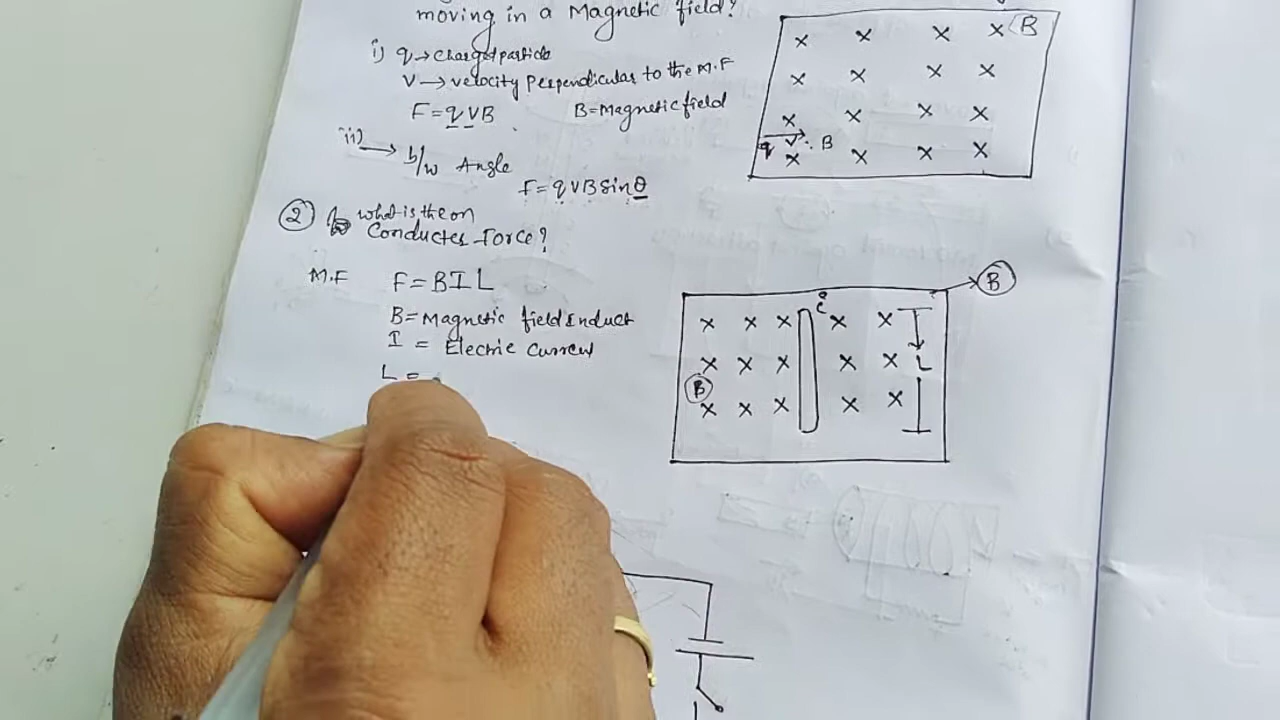 moving in a Magnetic field?
i) q → Charged particle
V → velocity Perpendicular to the M.F
F = qVB B = Magnetic field
ii) → b/w Angle
F = qVB Sinθ
② what is the on
Conducter Force?
M.F F = BIL
B = Magnetic field Induct
I = Electric Current
L =
× × × × B
× × × ×
× × × ×
q V B
× × × ×
B
i
× × × × ×
× × × × × L
B
× × × × ×